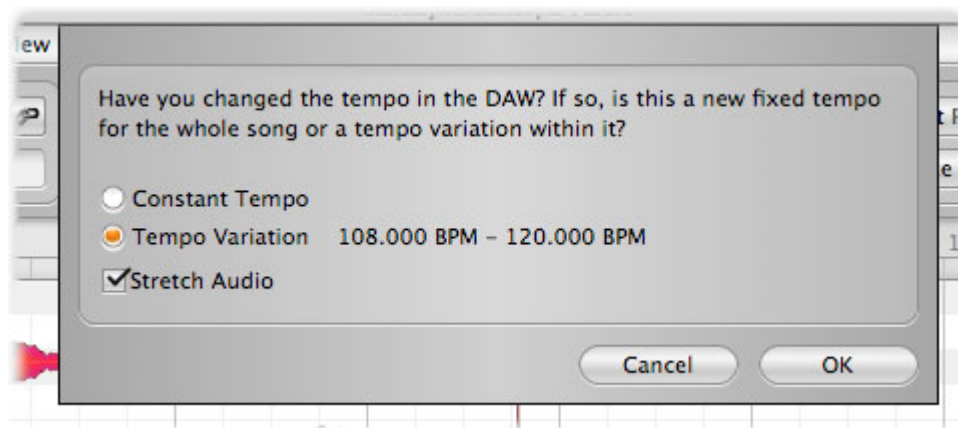 iew
Have you changed the tempo in the DAW? If so, is this a new fixed tempo
for the whole song or a tempo variation within it?
Constant Tempo
Tempo Variation 108.000 BPM – 120.000 BPM
Stretch Audio
Cancel OK